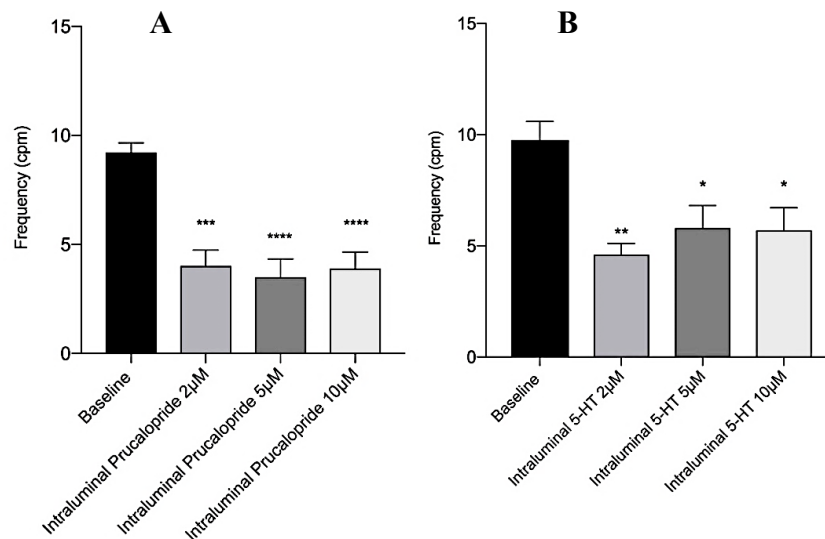 A
15
10
5
0
Frequency (cpm)
***
****
****
Baseline
Intraluminal Prucalopride 2µM
Intraluminal Prucalopride 5µM
Intraluminal Prucalopride 10µM
B
15
10
5
0
Frequency (cpm)
**
*
*
Baseline
Intraluminal 5-HT 2µM
Intraluminal 5-HT 5µM
Intraluminal 5-HT 10µM